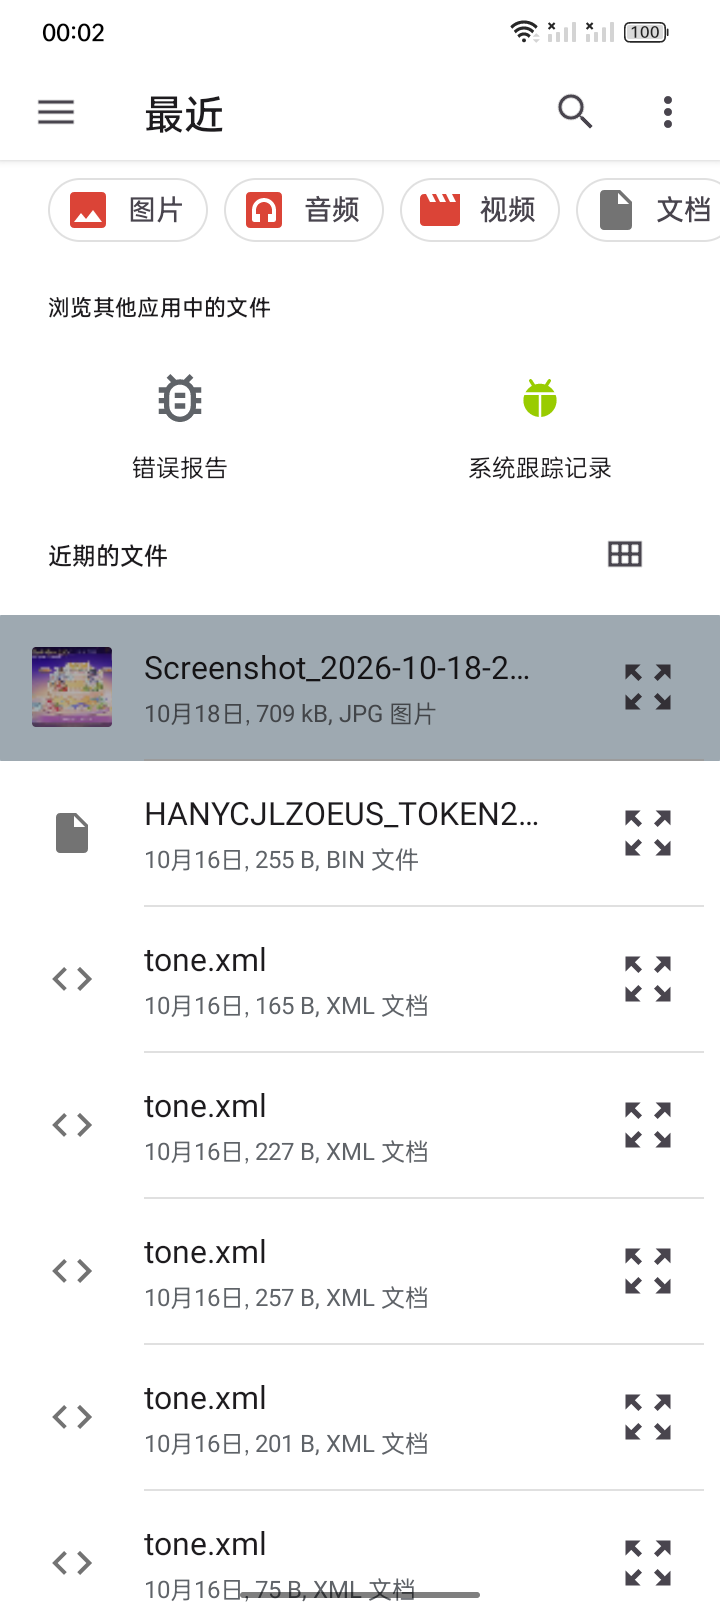 00:02
100
最近
图片
音频
视频
文档
浏览其他应用中的文件
错误报告
系统跟踪记录
近期的文件
Screenshot_2026-10-18-2...
10月18日, 709 kB, JPG 图片
HANYCJLZOEUS_TOKEN2...
10月16日, 255 B, BIN 文件
tone.xml
10月16日, 165 B, XML 文档
tone.xml
10月16日, 227 B, XML 文档
tone.xml
10月16日, 257 B, XML 文档
tone.xml
10月16日, 201 B, XML 文档
tone.xml
10月16日, 75 B, XML 文档